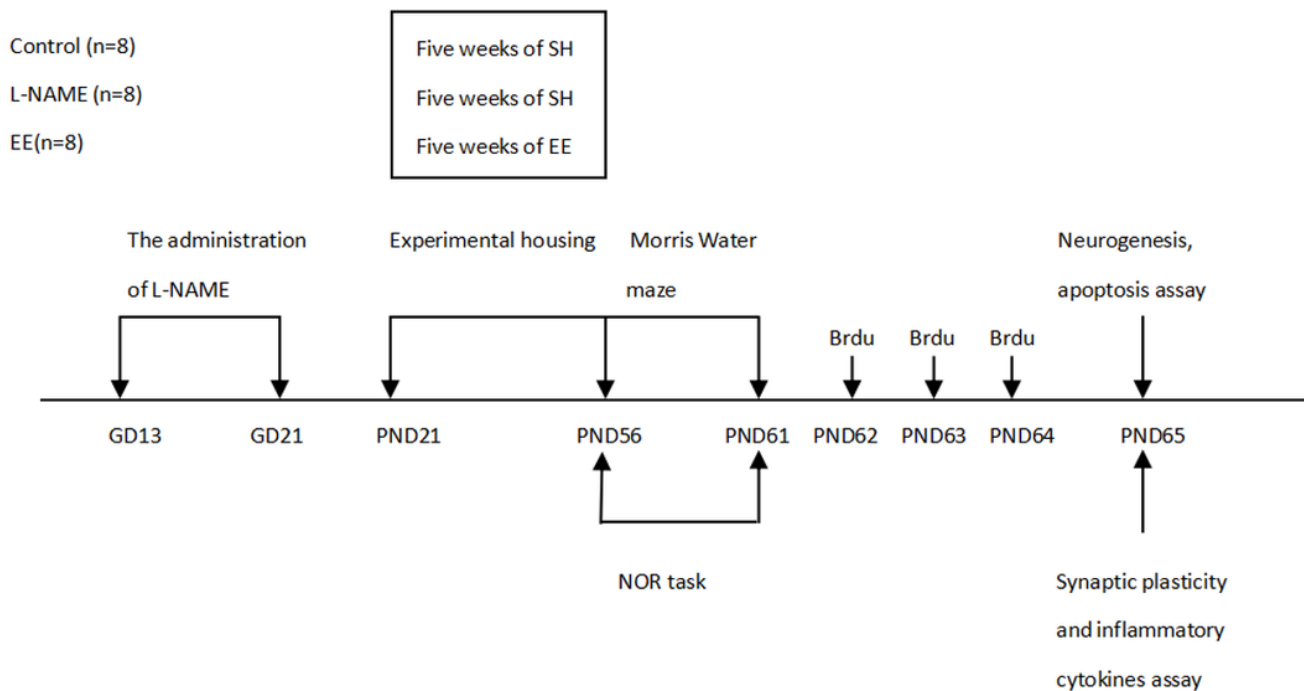 Control (n=8)
Five weeks of SH
L-NAME (n=8)
Five weeks of SH
EE(n=8)
Five weeks of EE
The administration
of L-NAME
Experimental housing
Morris Water
maze
Neurogenesis,
apoptosis assay
Brdu
Brdu
Brdu
GD13
GD21
PND21
PND56
PND61
PND62
PND63
PND64
PND65
NOR task
Synaptic plasticity
and inflammatory
cytokines assay